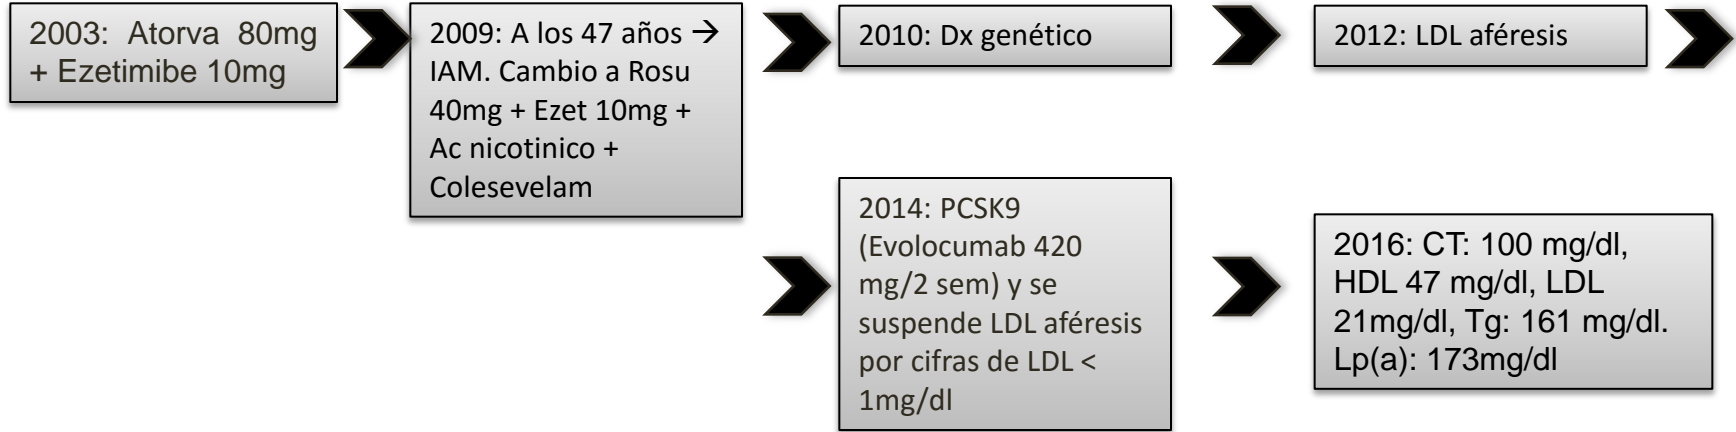 2003: Atorva 80mg
+ Ezetimibe 10mg
2009: A los 47 años →
IAM. Cambio a Rosu
40mg + Ezet 10mg +
Ac nicotinico +
Colesevelam
2010: Dx genético
2012: LDL aféresis
2014: PCSK9
(Evolocumab 420
mg/2 sem) y se
suspende LDL aféresis
por cifras de LDL <
1mg/dl
2016: CT: 100 mg/dl,
HDL 47 mg/dl, LDL
21mg/dl, Tg: 161 mg/dl.
Lp(a): 173mg/dl